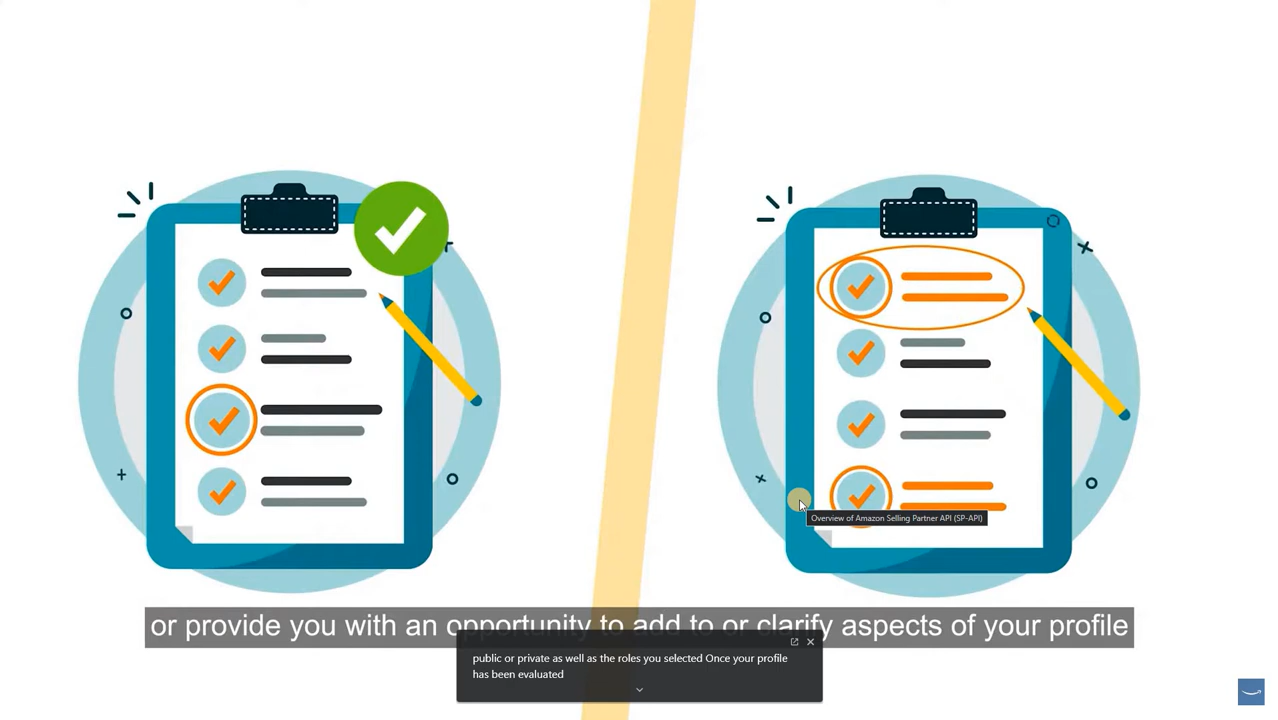 Overview of Amazon Selling Partner API (SP-API)
or provide you with an opportunity to add to or clarify aspects of your profile
public or private as well as the roles you selected Once your profile
has been evaluated